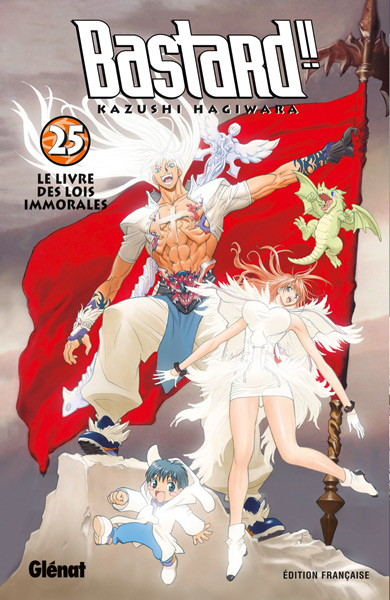 BASTARD!!
KAZUSHI HAGIWARA
25
LE LIVRE
DES LOIS
IMMORALES
Glénat
ÉDITION FRANÇAISE